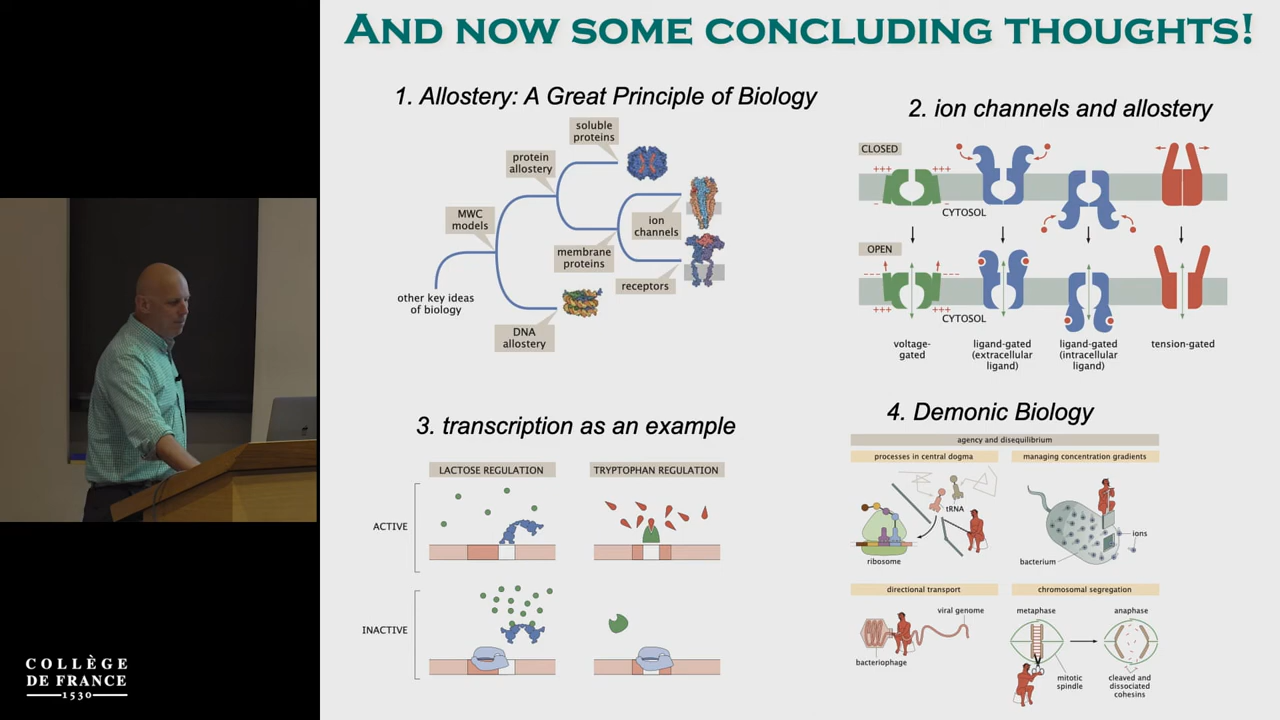 AND NOW SOME CONCLUDING THOUGHTS!
1. Allostery: A Great Principle of Biology
soluble
proteins
protein
allostery
MWC
models
ion
channels
membrane
proteins
receptors
other key ideas
of biology
DNA
allostery
2. ion channels and allostery
CLOSED
+++
+++
–
–
CYTOSOL
OPEN
----
----
+++
+++
CYTOSOL
voltage-
gated
ligand-gated
(extracellular
ligand)
ligand-gated
(intracellular
ligand)
tension-gated
3. transcription as an example
LACTOSE REGULATION
TRYPTOPHAN REGULATION
ACTIVE
INACTIVE
4. Demonic Biology
agency and disequilibrium
processes in central dogma
tRNA
ribosome
managing concentration gradients
ions
bacterium
directional transport
viral genome
bacteriophage
chromosomal segregation
metaphase
anaphase
mitotic
spindle
cleaved and
dissociated
cohesins
COLLÈGE
DE FRANCE
1530